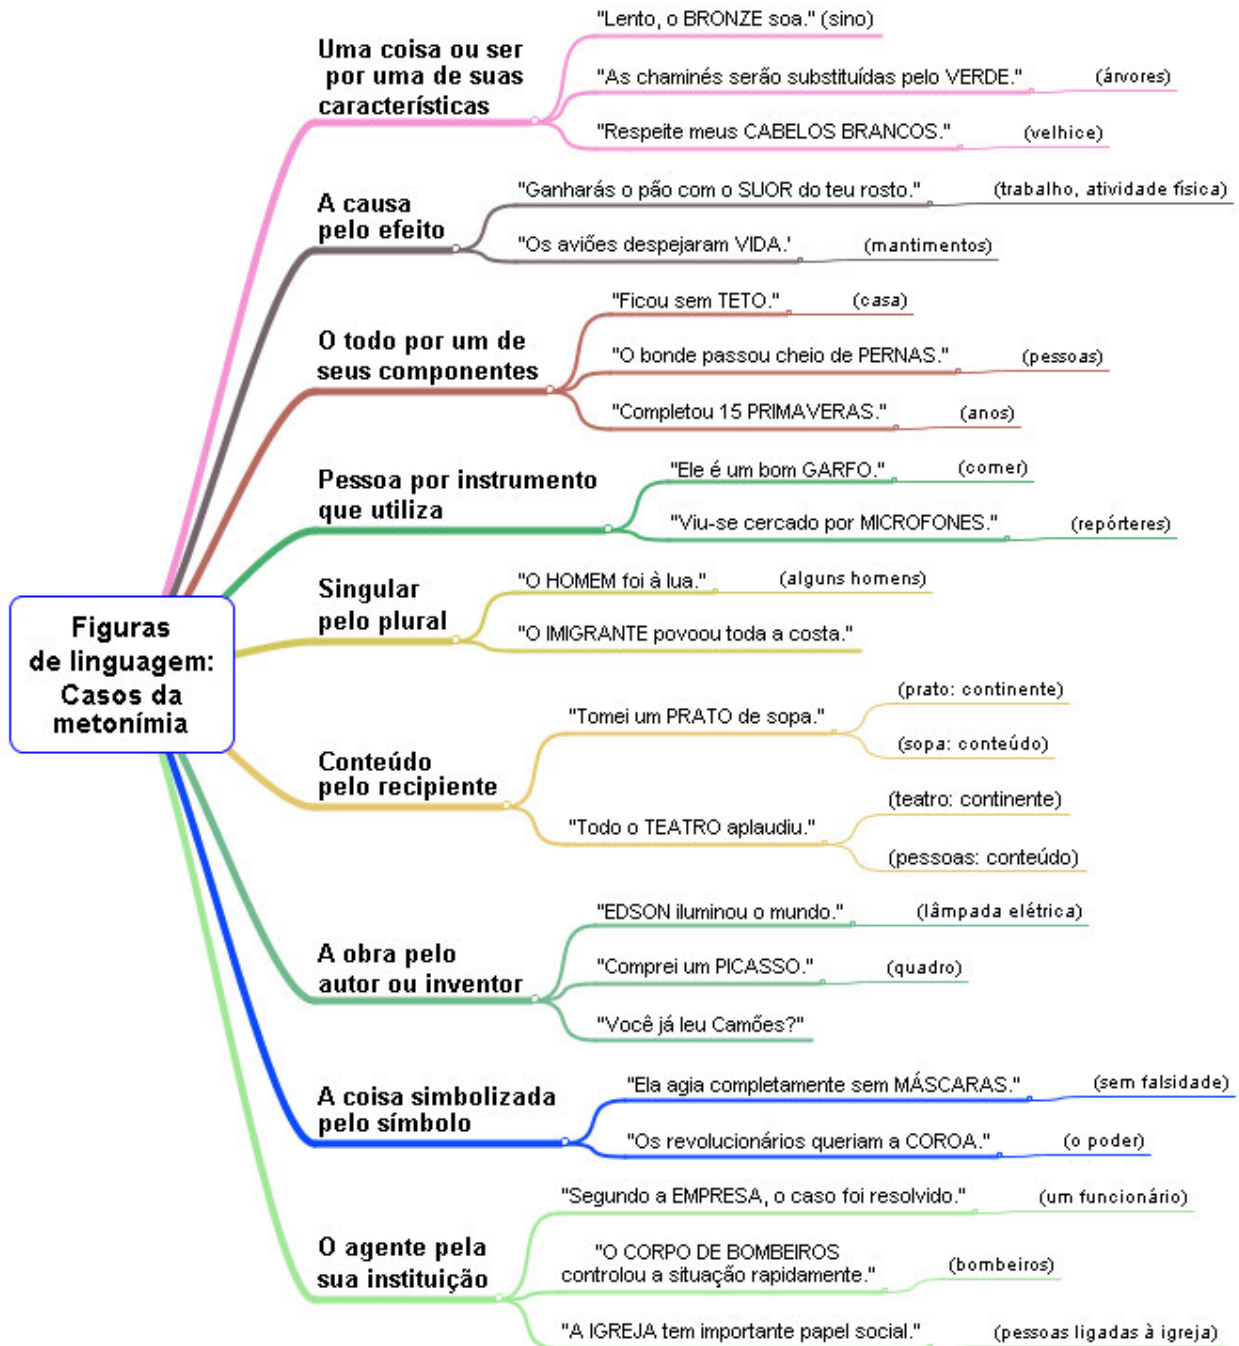 Figuras
de linguagem:
Casos da
metonímia
Uma coisa ou ser
por uma de suas
características
"Lento, o BRONZE soa." (sino)
"As chaminés serão substituídas pelo VERDE." (árvores)
"Respeite meus CABELOS BRANCOS." (velhice)
A causa
pelo efeito
"Ganharás o pão com o SUOR do teu rosto." (trabalho, atividade física)
"Os aviões despejaram VIDA.' (mantimentos)
O todo por um de
seus componentes
"Ficou sem TETO." (casa)
"O bonde passou cheio de PERNAS." (pessoas)
"Completou 15 PRIMAVERAS." (anos)
Pessoa por instrumento
que utiliza
"Ele é um bom GARFO." (comer)
"Viu-se cercado por MICROFONES." (repórteres)
Singular
pelo plural
"O HOMEM foi à lua." (alguns homens)
"O IMIGRANTE povoou toda a costa."
Conteúdo
pelo recipiente
"Tomei um PRATO de sopa."
(prato: continente)
(sopa: conteúdo)
"Todo o TEATRO aplaudiu."
(teatro: continente)
(pessoas: conteúdo)
A obra pelo
autor ou inventor
"EDSON iluminou o mundo." (lâmpada elétrica)
"Comprei um PICASSO." (quadro)
"Você já leu Camões?"
A coisa simbolizada
pelo símbolo
"Ela agia completamente sem MÁSCARAS." (sem falsidade)
"Os revolucionários queriam a COROA." (o poder)
O agente pela
sua instituição
"Segundo a EMPRESA, o caso foi resolvido." (um funcionário)
"O CORPO DE BOMBEIROS
controlou a situação rapidamente." (bombeiros)
"A IGREJA tem importante papel social." (pessoas ligadas à igreja)